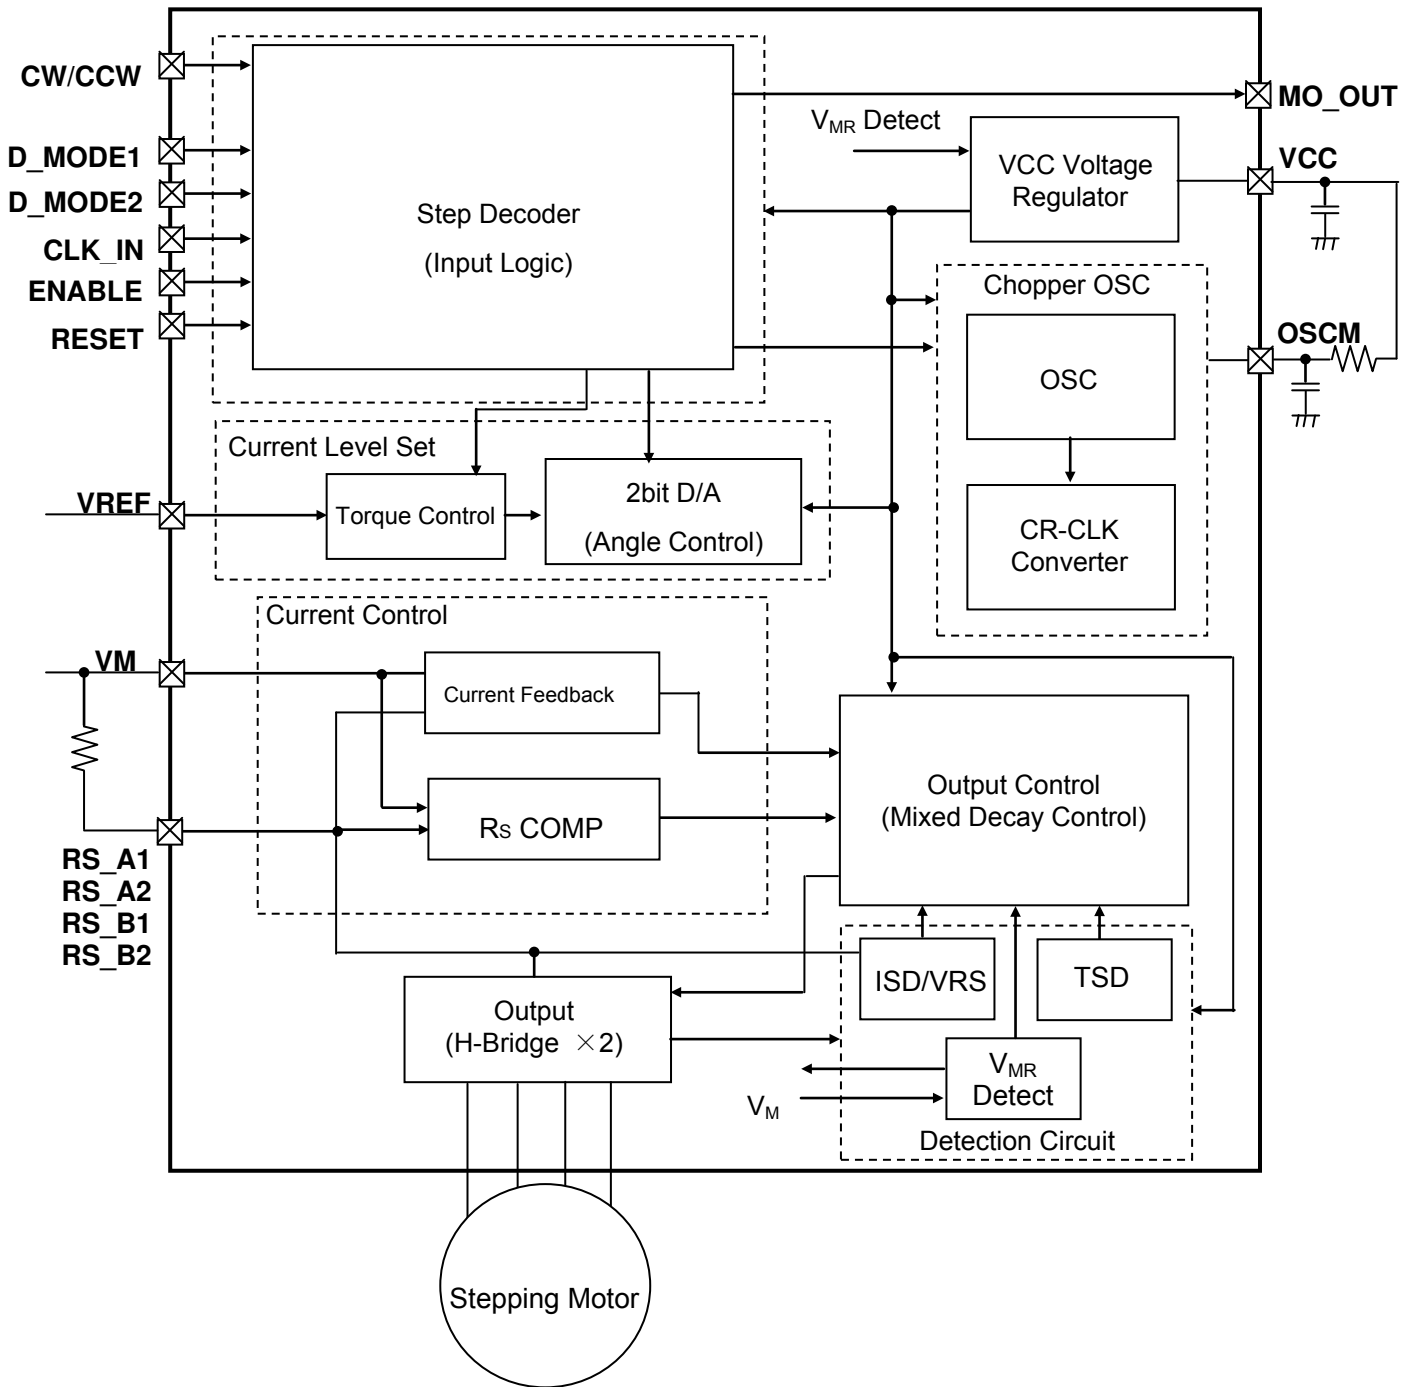 CW/CCW
D_MODE1
D_MODE2
CLK_IN
ENABLE
RESET
Step Decoder
(Input Logic)
MO_OUT
VMR Detect
VCC Voltage
Regulator
VCC
Chopper OSC
OSC
CR-CLK
Converter
OSCM
Current Level Set
VREF
Torque Control
2bit D/A
(Angle Control)
Current Control
VM
Current Feedback
Rs COMP
RS_A1
RS_A2
RS_B1
RS_B2
Output Control
(Mixed Decay Control)
ISD/VRS
TSD
Output
(H-Bridge ×2)
VMR
Detect
VM
Detection Circuit
Stepping Motor